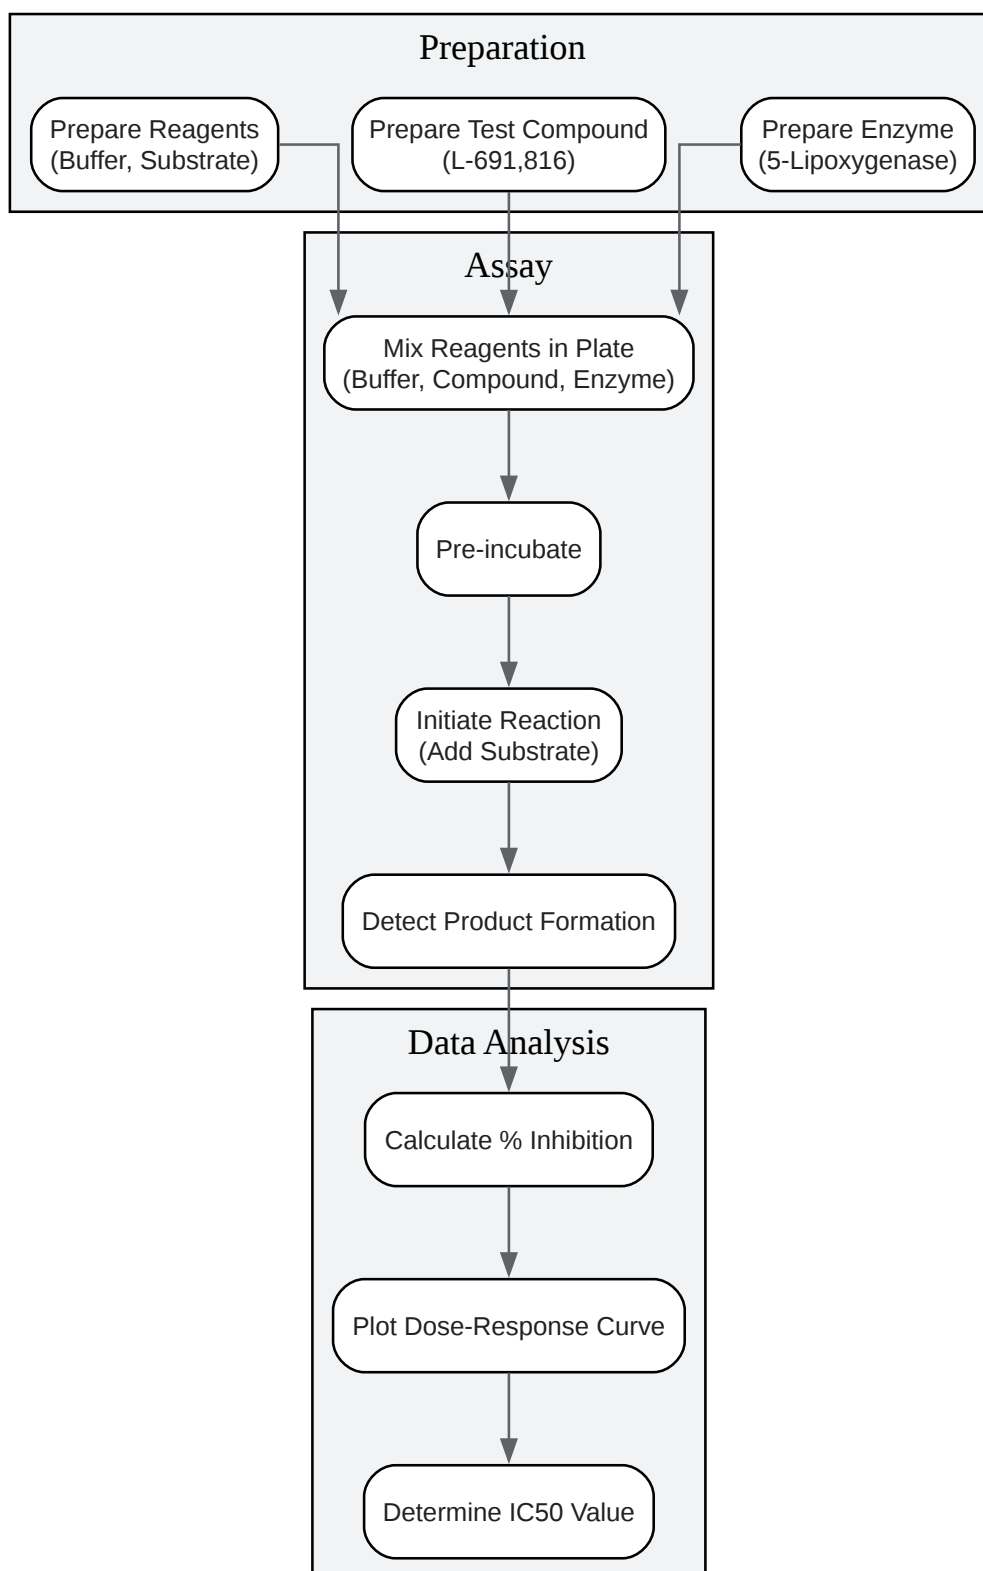 Preparation
Prepare Reagents
(Buffer, Substrate)
Prepare Test Compound
(L-691,816)
Prepare Enzyme
(5-Lipoxygenase)
Assay
Mix Reagents in Plate
(Buffer, Compound, Enzyme)
Pre-incubate
Initiate Reaction
(Add Substrate)
Detect Product Formation
Data Analysis
Calculate % Inhibition
Plot Dose-Response Curve
Determine IC50 Value